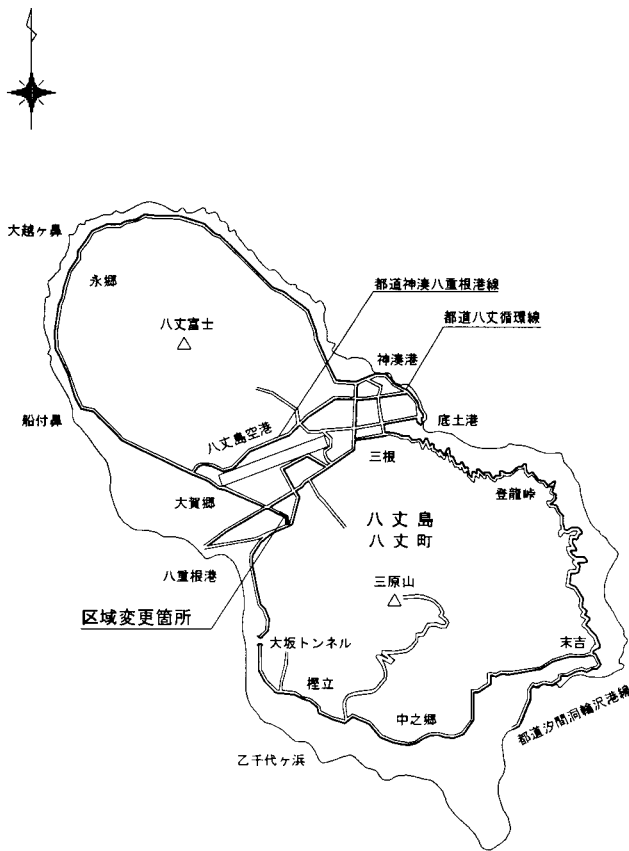 大越ヶ鼻
永郷
八丈富士
都道神湊八重根港線
都道八丈循環線
神湊港
底土港
船付鼻
八丈島空港
三根
登龍峠
大賀郷
八丈島
八丈町
八重根港
三原山
区域変更箇所
大坂トンネル
末吉
樫立
中之郷
都道汐間洞輪沢港線
乙千代ヶ浜